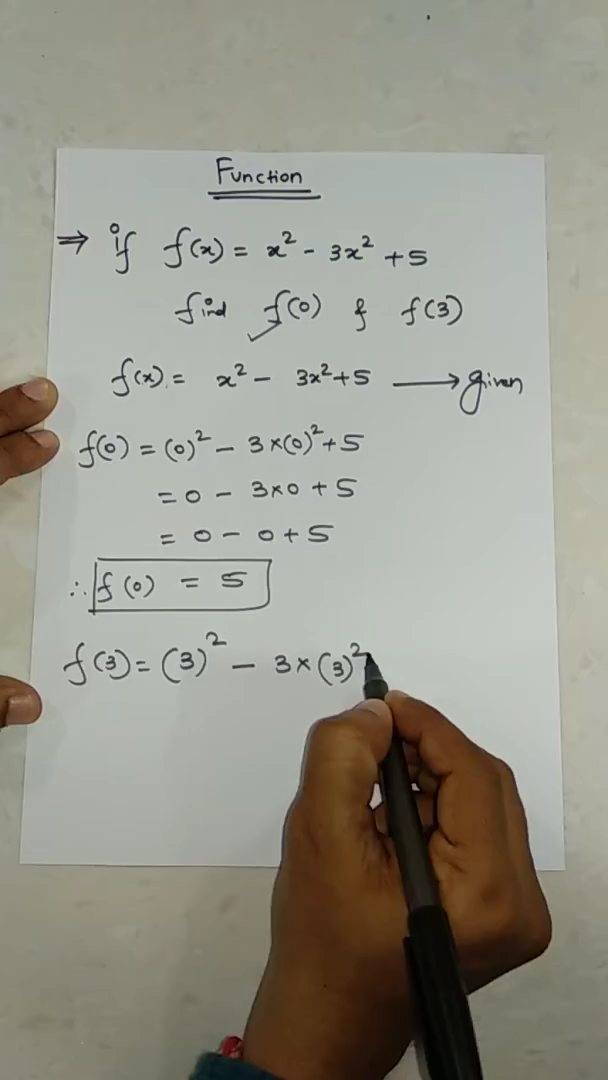 Function
⇒ if f(x) = x² - 3x² + 5
find f(0) & f(3)
f(x) = x² - 3x² + 5 ⟶ given
f(0) = (0)² - 3×(0)² + 5
= 0 - 3×0 + 5
= 0 - 0 + 5
∴ f(0) = 5
f(3) = (3)² - 3×(3)²